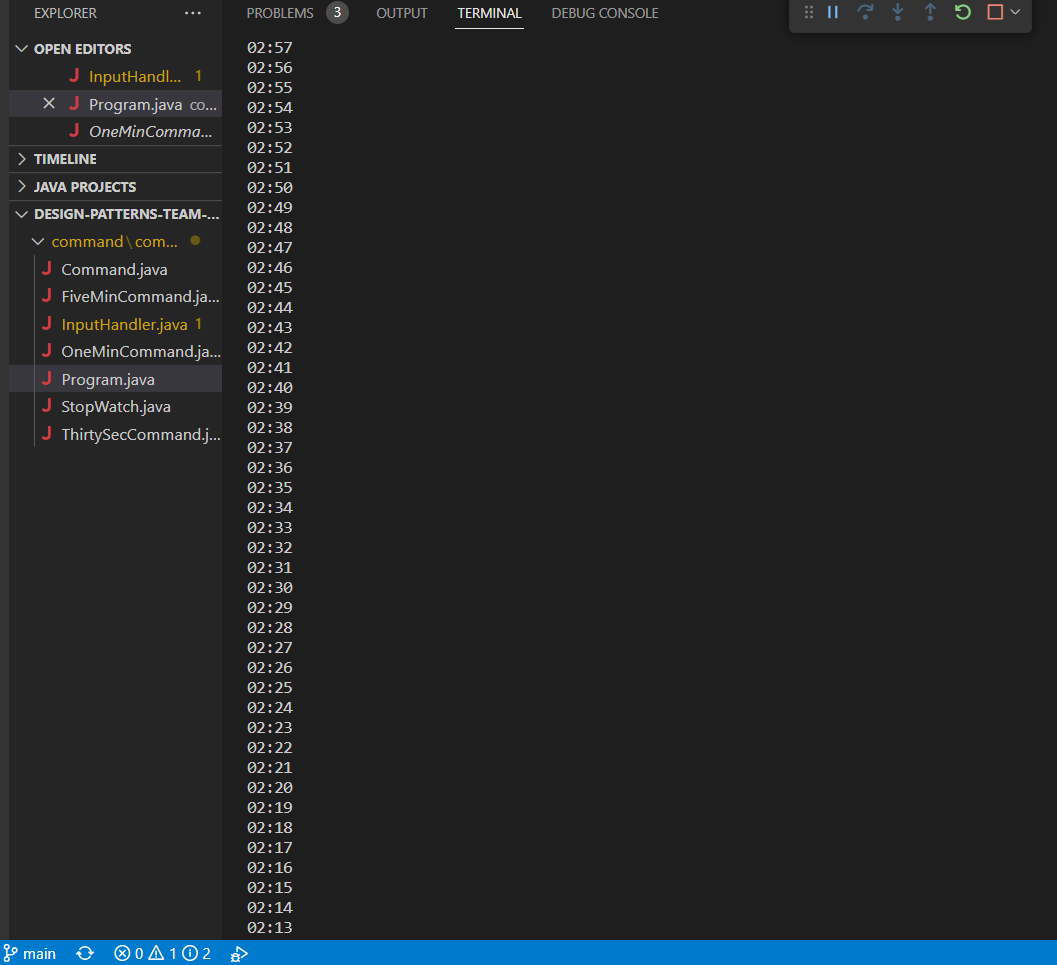 EXPLORER ···
OPEN EDITORS
J InputHandl... 1
J Program.java co...
J OneMinComma...
TIMELINE
JAVA PROJECTS
DESIGN-PATTERNS-TEAM-...
command\com...
J Command.java
J FiveMinCommand.ja...
J InputHandler.java 1
J OneMinCommand.ja...
J Program.java
J StopWatch.java
J ThirtySecCommand.j...
PROBLEMS 3 OUTPUT TERMINAL DEBUG CONSOLE
02:57
02:56
02:55
02:54
02:53
02:52
02:51
02:50
02:49
02:48
02:47
02:46
02:45
02:44
02:43
02:42
02:41
02:40
02:39
02:38
02:37
02:36
02:35
02:34
02:33
02:32
02:31
02:30
02:29
02:28
02:27
02:26
02:25
02:24
02:23
02:22
02:21
02:20
02:19
02:18
02:17
02:16
02:15
02:14
02:13
main 0 1 2